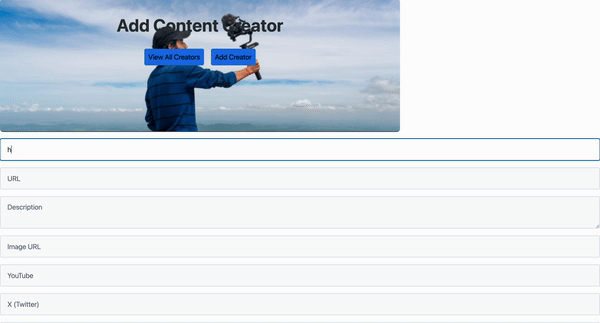 Add Content Creator
View All Creators
Add Creator
h
URL
Description
Image URL
YouTube
X (Twitter)